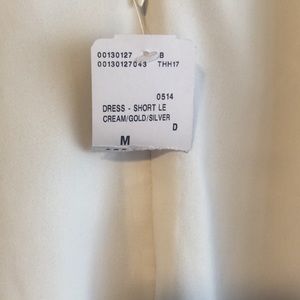 00130127 B
00130127043 THH17
0514
DRESS - SHORT LE
CREAM/GOLD/SILVER
D
M